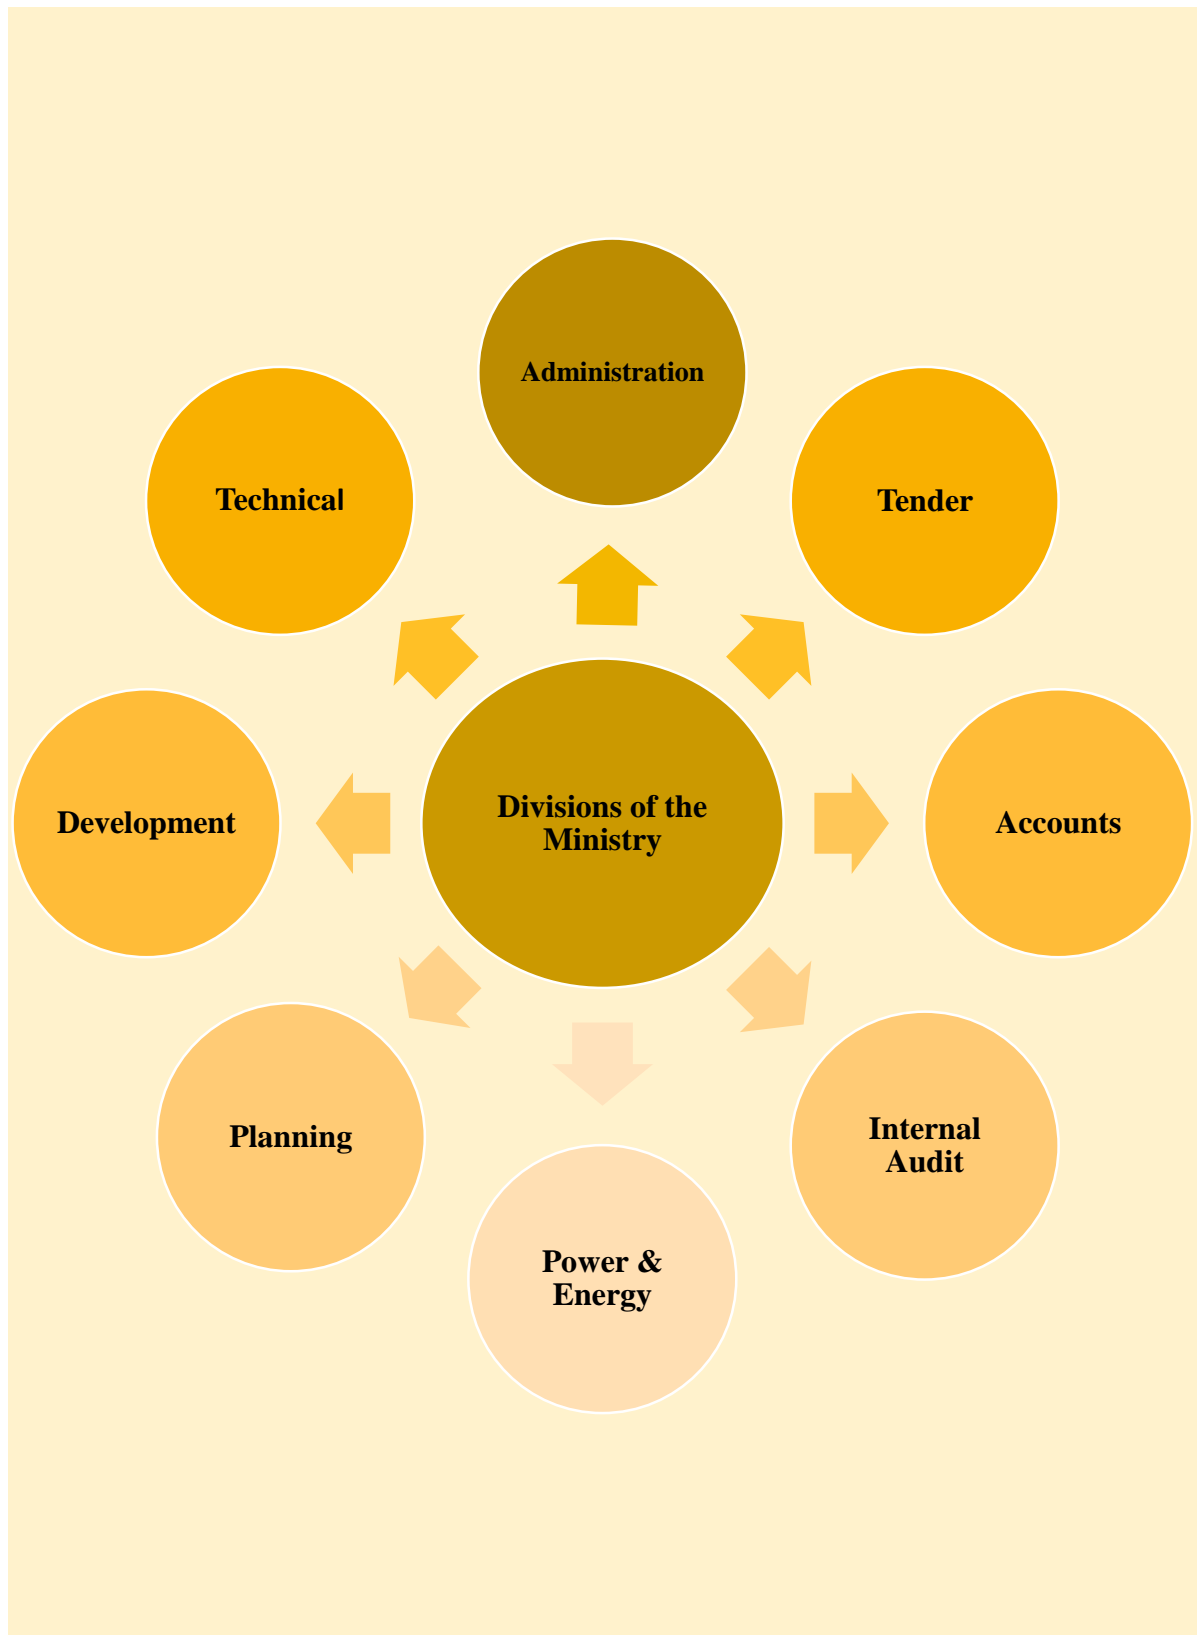 Administration
Technical
Tender
Divisions of the
Ministry
Development
Accounts
Planning
Internal
Audit
Power &
Energy